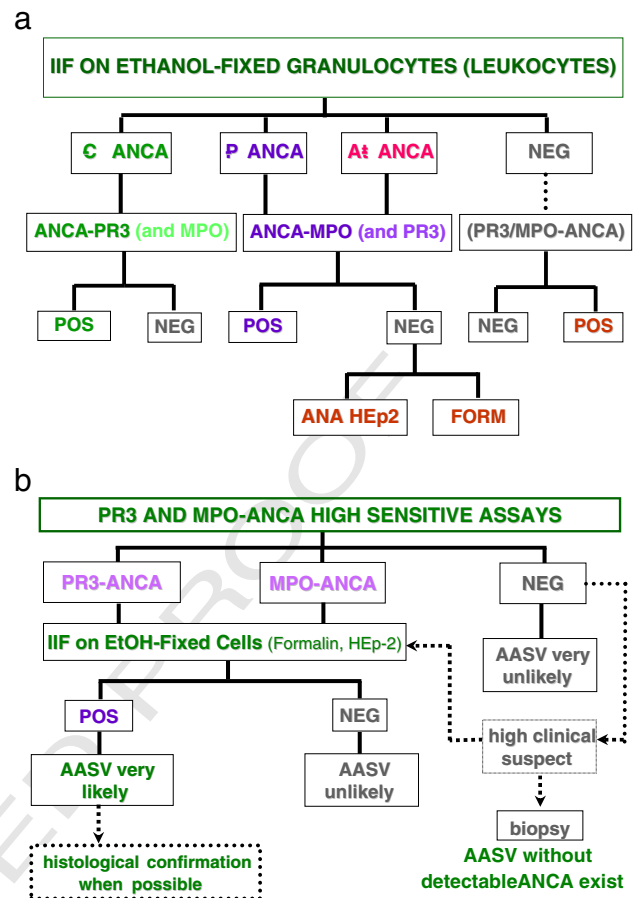 a
IIF ON ETHANOL-FIXED GRANULOCYTES (LEUKOCYTES)
C ANCA P ANCA At ANCA NEG
ANCA-PR3 (and MPO) ANCA-MPO (and PR3) (PR3/MPO-ANCA)
POS NEG POS NEG NEG POS
ANA HEp2 FORM
b
PR3 AND MPO-ANCA HIGH SENSITIVE ASSAYS
PR3-ANCA MPO-ANCA NEG
IIF on EtOH-Fixed Cells (Formalin, HEp-2)
AASV very
unlikely
POS NEG
high clinical
suspect
AASV very
likely
AASV
unlikely
biopsy
histological confirmation
when possible
AASV without
detectableANCA exist
ED PROOF